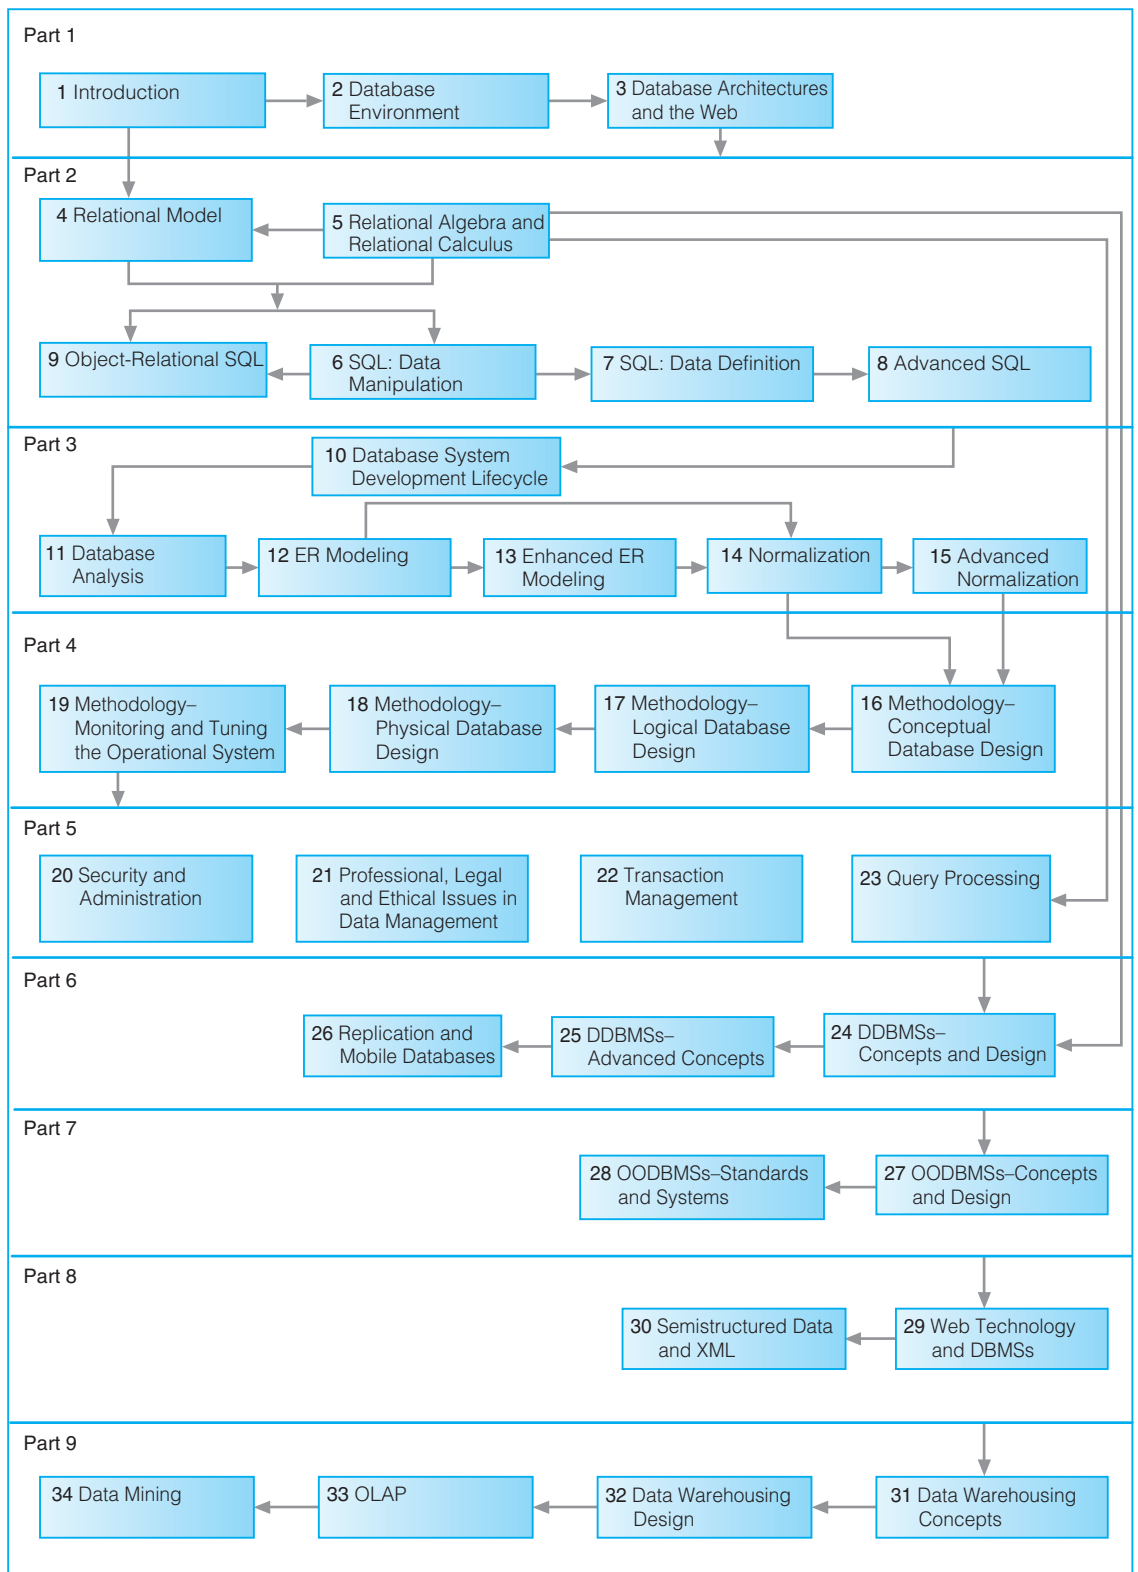 Part 1
1 Introduction
2 Database
Environment
3 Database Architectures
and the Web
Part 2
4 Relational Model
5 Relational Algebra and
Relational Calculus
9 Object-Relational SQL
6 SQL: Data
Manipulation
7 SQL: Data Definition
8 Advanced SQL
Part 3
10 Database System
Development Lifecycle
11 Database
Analysis
12 ER Modeling
13 Enhanced ER
Modeling
14 Normalization
15 Advanced
Normalization
Part 4
19 Methodology–
Monitoring and Tuning
the Operational System
18 Methodology–
Physical Database
Design
17 Methodology–
Logical Database
Design
16 Methodology–
Conceptual
Database Design
Part 5
20 Security and
Administration
21 Professional, Legal
and Ethical Issues in
Data Management
22 Transaction
Management
23 Query Processing
Part 6
26 Replication and
Mobile Databases
25 DDBMSs–
Advanced Concepts
24 DDBMSs–
Concepts and Design
Part 7
28 OODBMSs–Standards
and Systems
27 OODBMSs–Concepts
and Design
Part 8
30 Semistructured Data
and XML
29 Web Technology
and DBMSs
Part 9
34 Data Mining
33 OLAP
32 Data Warehousing
Design
31 Data Warehousing
Concepts